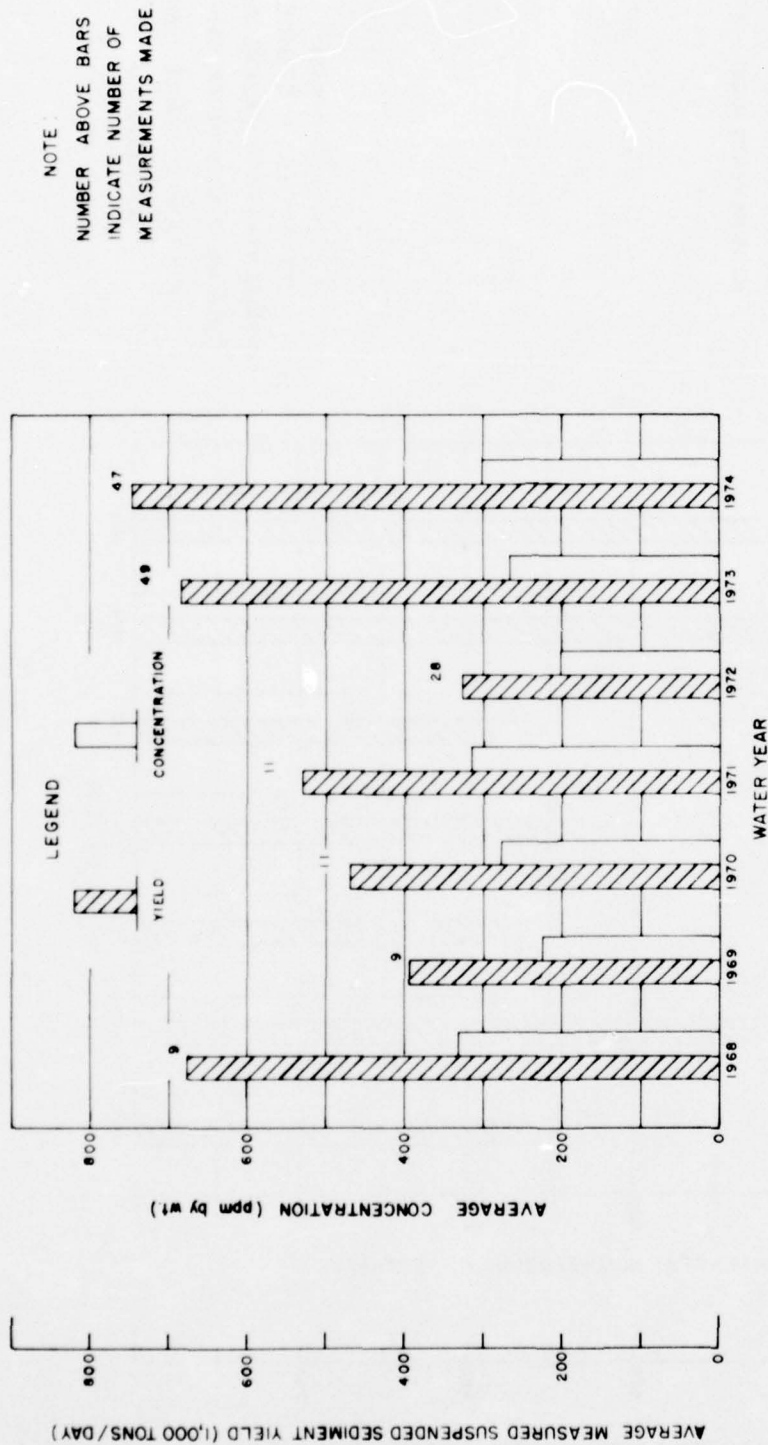 NOTE:
NUMBER ABOVE BARS
INDICATE NUMBER OF
MEASUREMENTS MADE
LEGEND
YIELD
CONCENTRATION
AVERAGE MEASURED SUSPENDED SEDIMENT YIELD (1,000 TONS/DAY)
800
600
400
200
0
AVERAGE CONCENTRATION (ppm by wt.)
800
600
400
200
0
9
9
11
11
28
49
47
1968
1969
1970
1971
1972
1973
1974
WATER YEAR